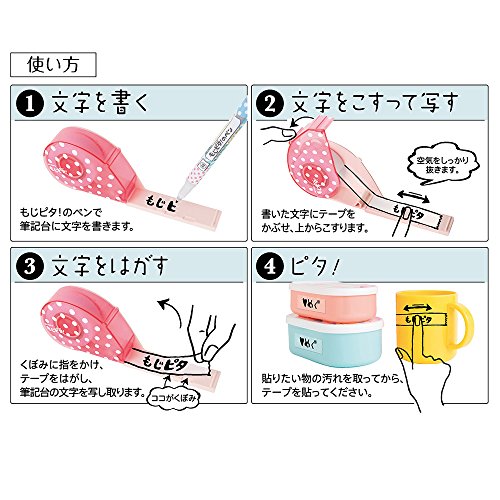 使い方
1 文字を書く
もじピ
もじピタ!のペン
もじピタ!のペンで
筆記台に文字を書きます。
2 文字をこすって写す
空気をしっかり
抜きます。
もじピタ
書いた文字にテープを
かぶせ、上からこすります。
3 文字をはがす
もじピタ
くぼみに指をかけ、
テープをはがし、
筆記台の文字を写し取ります。
ココがくぼみ
4 ピタ!
めぐ
めぐ
もじピタ
貼りたい物の汚れを取ってから、
テープを貼ってください。